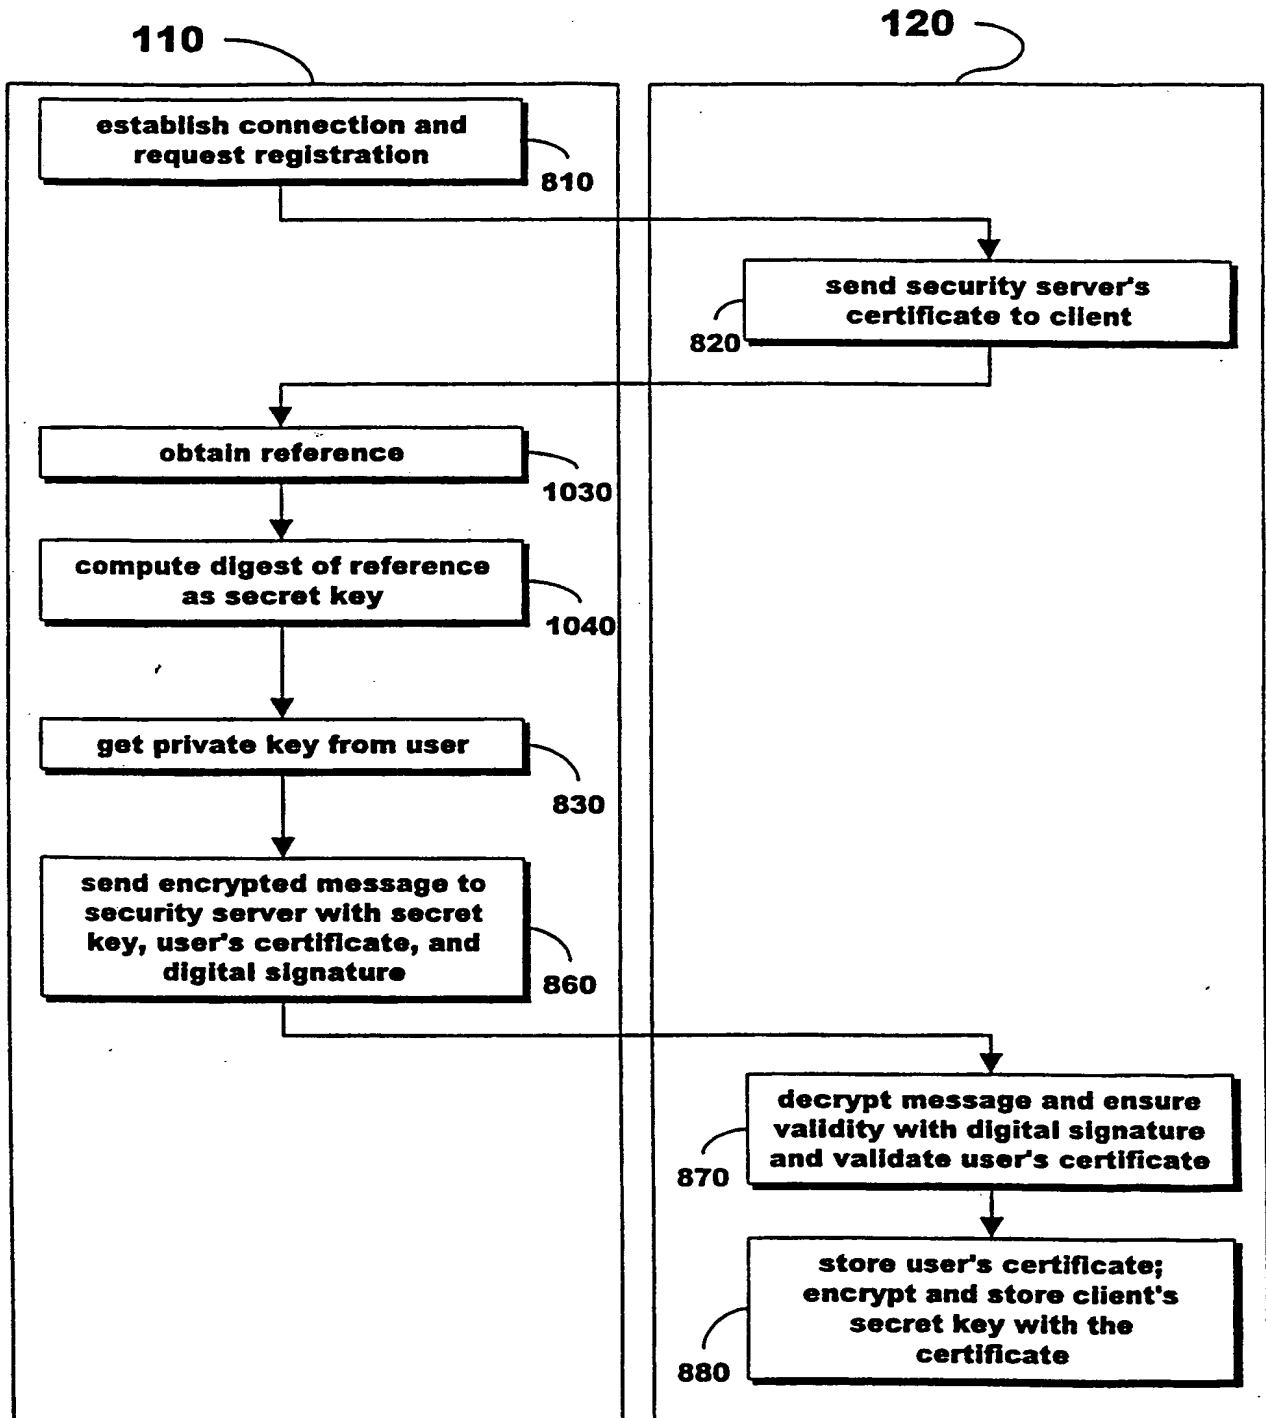 110
120
establish connection and
request registration
810
send security server's
certificate to client
820
obtain reference
1030
compute digest of reference
as secret key
1040
get private key from user
830
send encrypted message to
security server with secret
key, user's certificate, and
digital signature
860
decrypt message and ensure
validity with digital signature
and validate user's certificate
870
store user's certificate;
encrypt and store client's
secret key with the
certificate
880